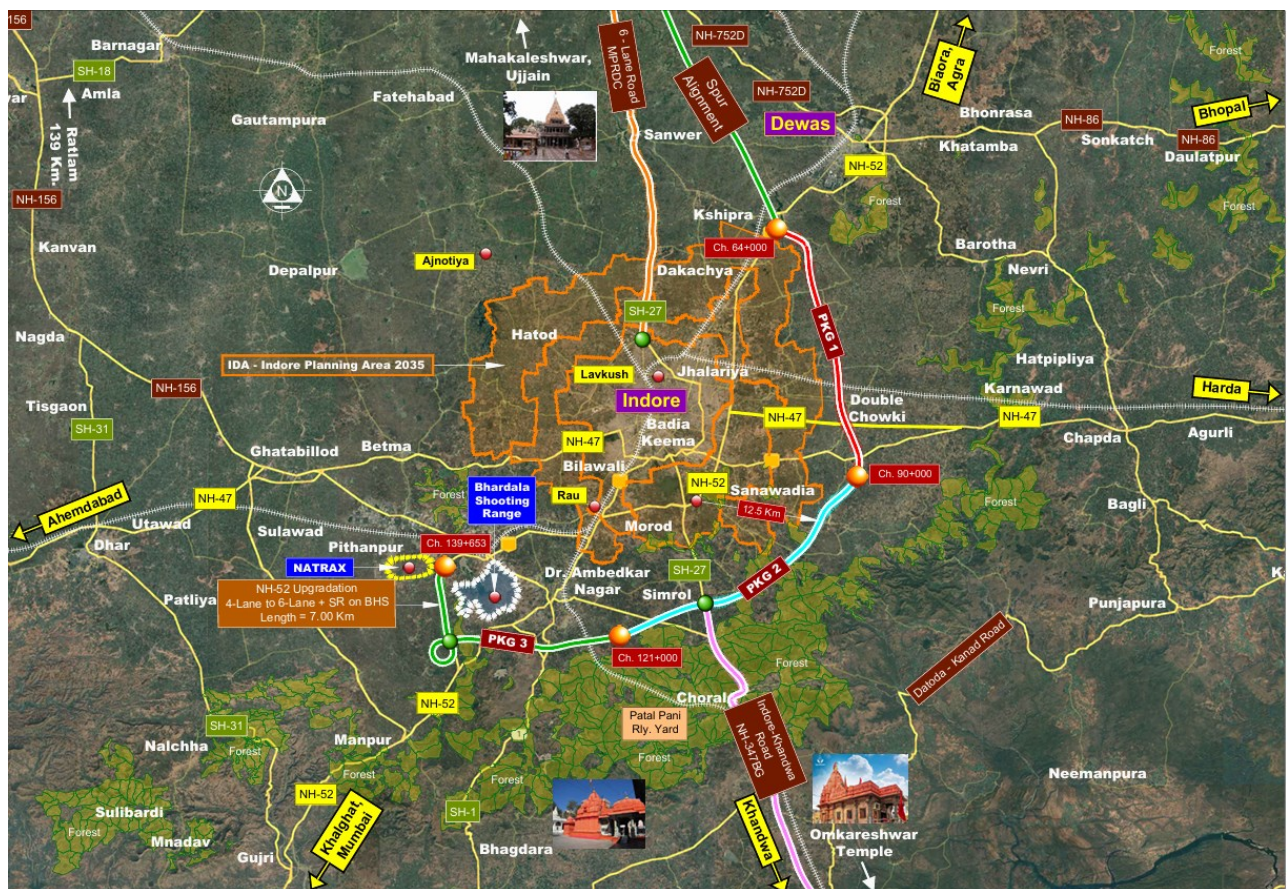 NH-156
Barnagar
SH-18
Amla
Ratlam
139 Km.
Gautampura
Fatehabad
Mahakaleshwar,
Ujjain
6 - Lane Road
MPRDC
Sanwer
NH-752D
Spur
Alignment
NH-752D
Dewas
Biaora,
Agra
Bhonrasa
Khatamba
NH-86
Sonkatch
NH-86
Daulatpur
Bhopal
Forest
Forest
NH-52
Forest
N
NH-156
Kanvan
Depalpur
Ajnotiya
Kshipra
Ch. 64+000
Dakachya
Barotha
Nevri
Forest
Nagda
Hatod
SH-27
PKG 1
Hatpipliya
IDA - Indore Planning Area 2035
Lavkush
Jhalariya
Indore
NH-156
Tisgaon
SH-31
Karnawad
Harda
Double
Chowki
NH-47
NH-47
Chapda
Agurli
Badia
Keema
NH-47
Betma
Ghatabillod
Bilawali
Ch. 90+000
Forest
Bhardala
Shooting
Range
Rau
NH-52
Sanawadia
12.5 Km
Forest
Bagli
Ahemdabad
NH-47
Utawad
Sulawad
Dhar
Morod
Pithanpur
Ch. 139+653
NATRAX
SH-27
PKG 2
Dr. Ambedkar
Nagar
Simrol
NH-52 Upgradation
4-Lane to 6-Lane + SR on BHS
Length = 7.00 Km
Patliya
Punjapura
PKG 3
Ch. 121+000
Forest
Datoda - Kanad Road
NH-52
Choral
Patal Pani
Rly. Yard
Indore-Khandwa
Road
NH-347BG
SH-31
Nalchha
Forest
Manpur
Forest
Forest
Forest
Neemanpura
NH-52
Sulibardi
Forest
Mnadav
Gujri
Khalghat,
Mumbai
SH-1
Bhagdara
Khandwa
Omkareshwar
Temple